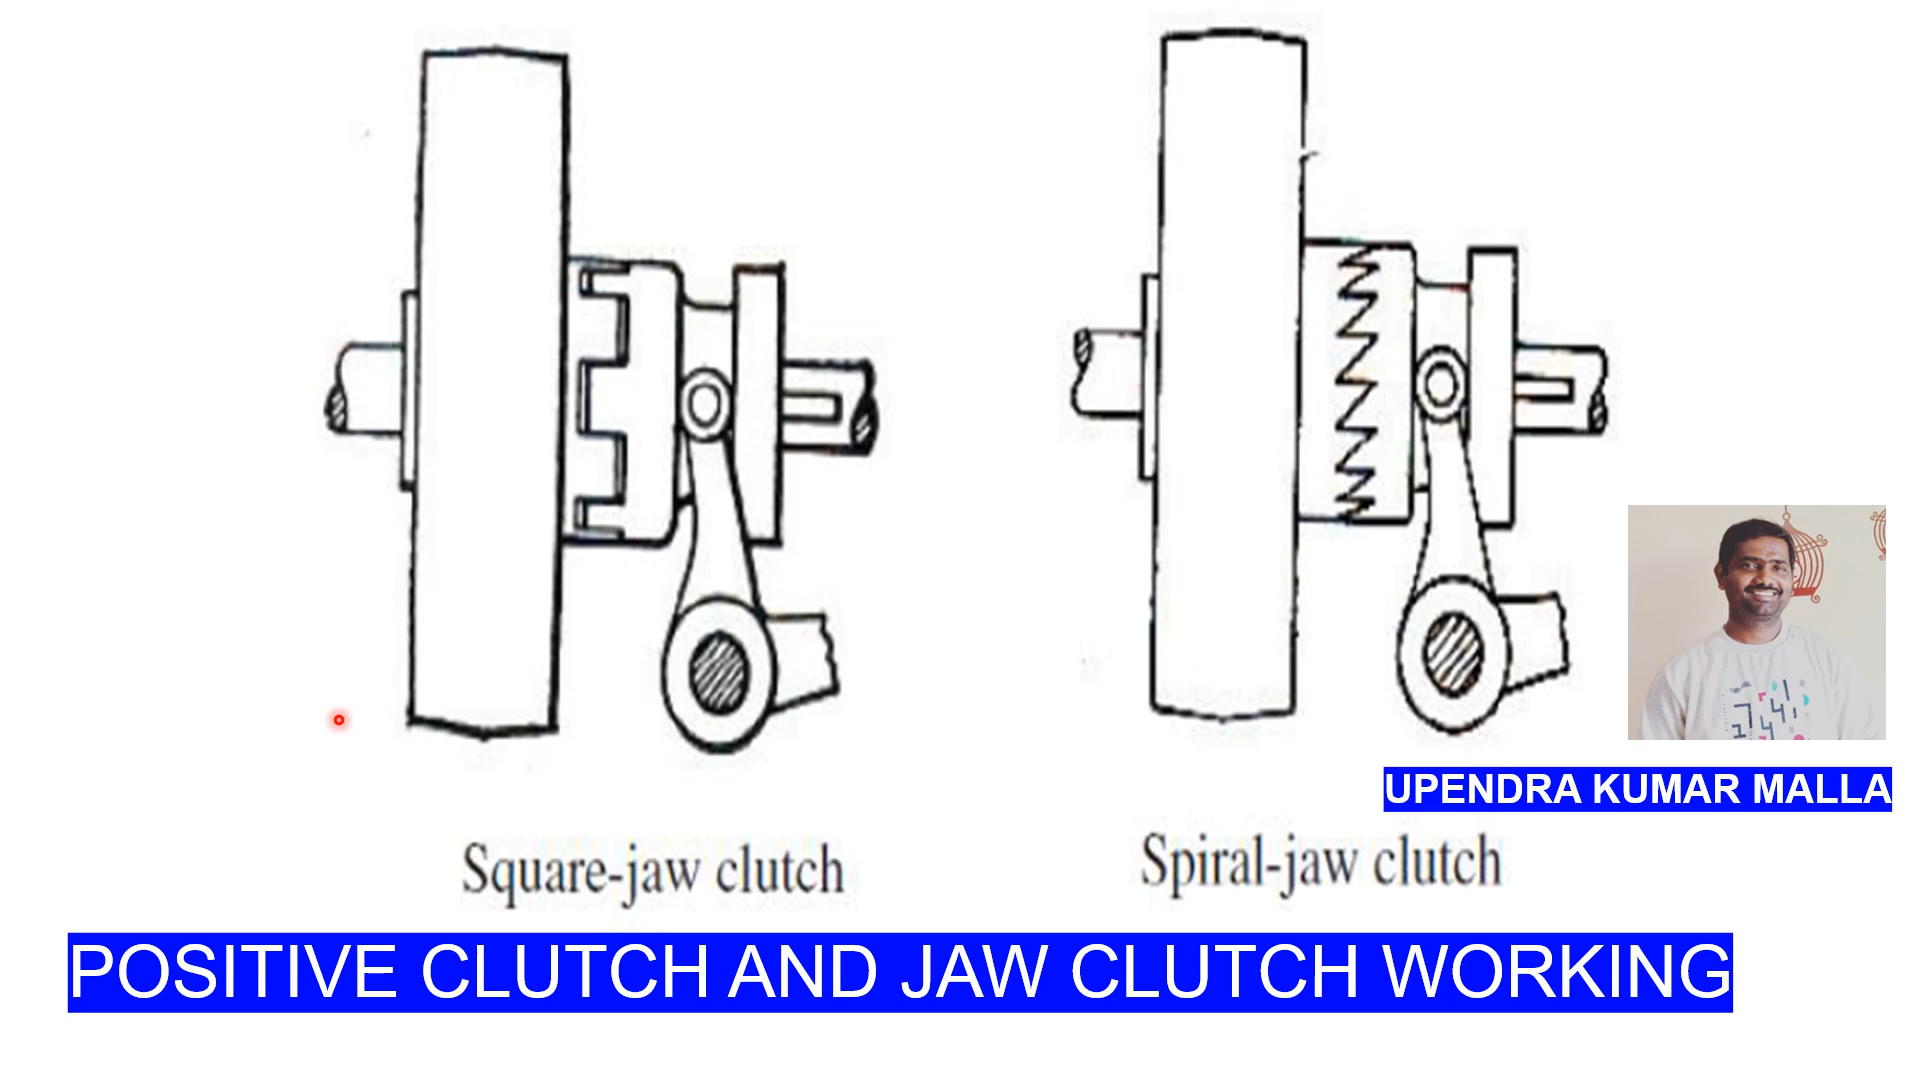 UPENDRA KUMAR MALLA
Square-jaw clutch
Spiral-jaw clutch
POSITIVE CLUTCH AND JAW CLUTCH WORKING